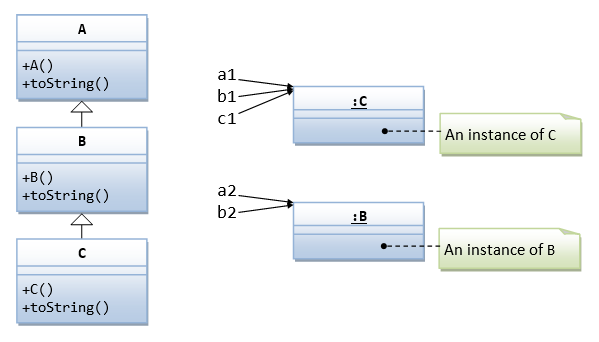 A
+A()
+toString()
B
+B()
+toString()
C
+C()
+toString()
a1
b1
c1
:C
An instance of C
a2
b2
:B
An instance of B